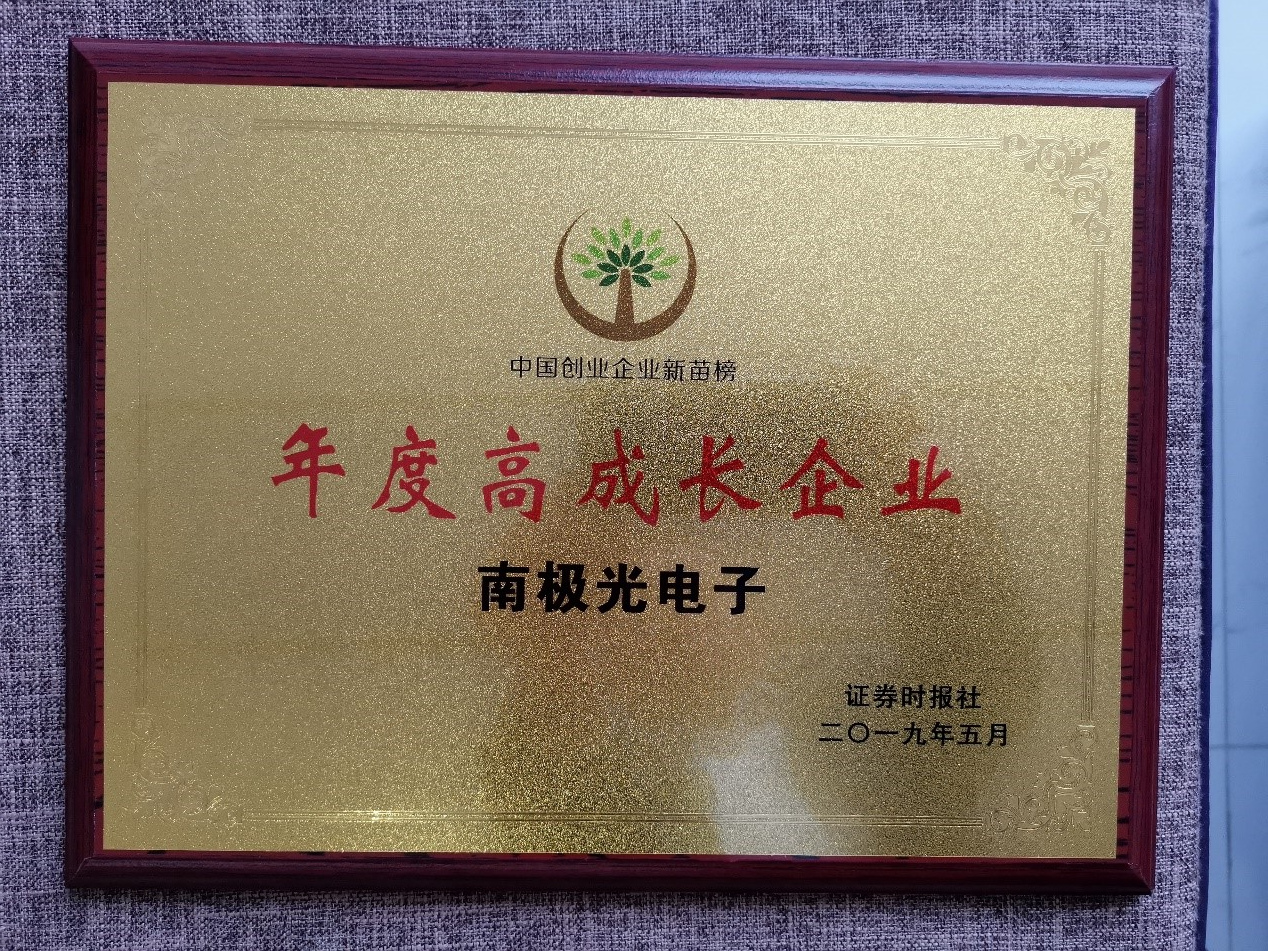 中国创业企业新苗榜
年度高成长企业
南极光电子
证券时报社
二〇一九年五月